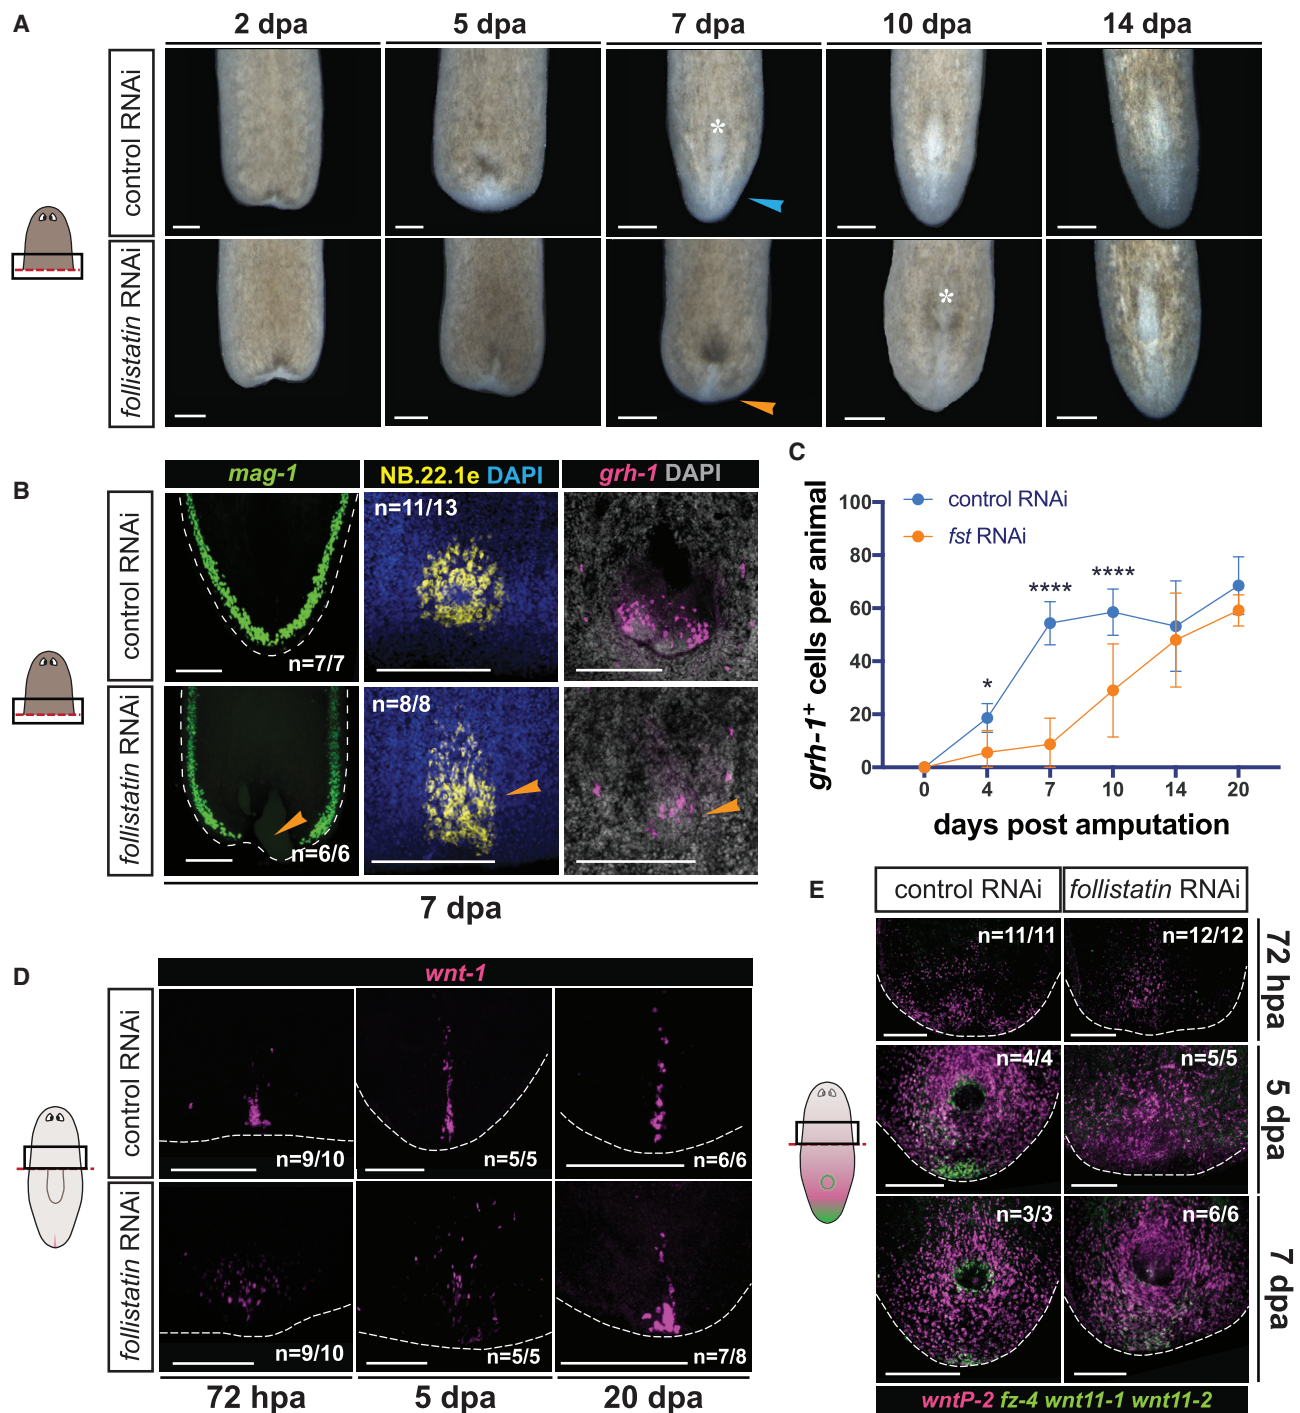 A
2 dpa
5 dpa
7 dpa
10 dpa
14 dpa
control RNAi
*
follistatin RNAi
*
B
mag-1
NB.22.1e DAPI
grh-1 DAPI
control RNAi
n=7/7
n=11/13
follistatin RNAi
n=6/6
n=8/8
7 dpa
C
grh-1+ cells per animal
100
80
60
40
20
0
control RNAi
fst RNAi
*
****
****
0
4
7
10
14
20
days post amputation
D
wnt-1
control RNAi
n=9/10
n=5/5
n=6/6
follistatin RNAi
n=9/10
n=5/5
n=7/8
72 hpa
5 dpa
20 dpa
E
control RNAi
follistatin RNAi
n=11/11
n=12/12
72 hpa
n=4/4
n=5/5
5 dpa
n=3/3
n=6/6
7 dpa
wntP-2 fz-4 wnt11-1 wnt11-2